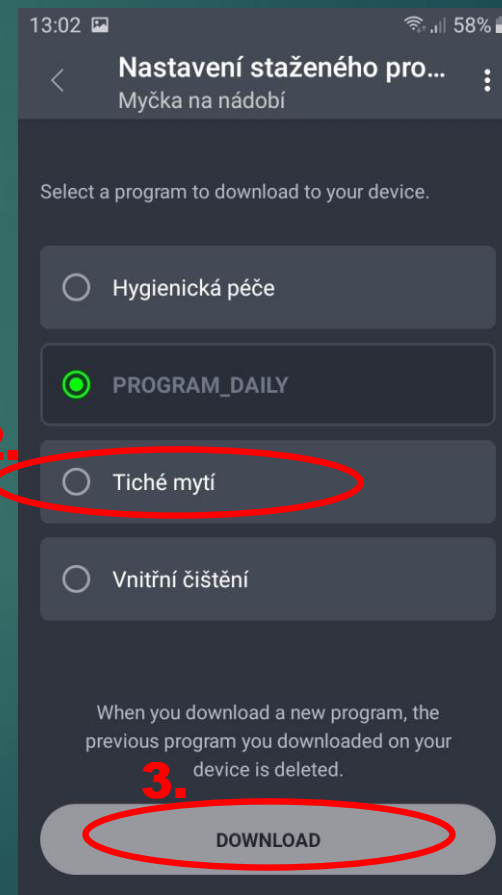 13:02 58%
Nastavení staženého pro...
Myčka na nádobí
Select a program to download to your device.
Hygienická péče
PROGRAM_DAILY
2.
Tiché mytí
Vnitřní čištění
When you download a new program, the
previous program you downloaded on your
device is deleted.
3.
DOWNLOAD